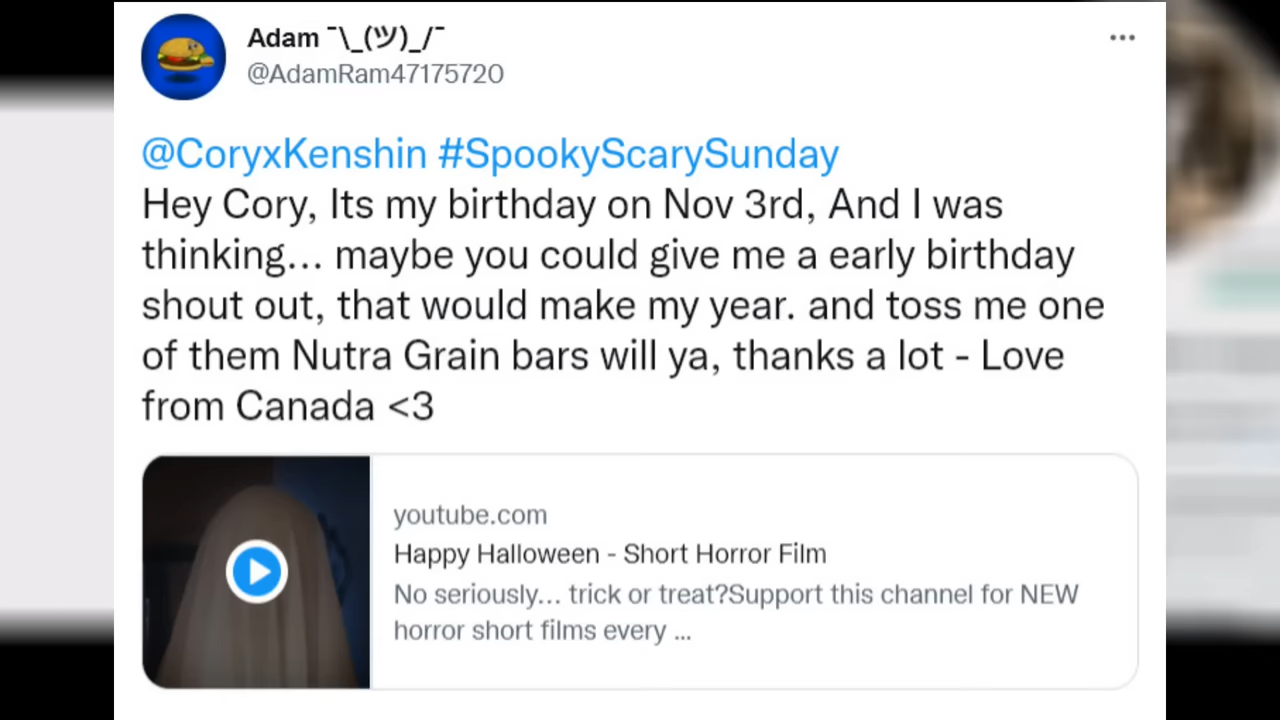 Adam ¯\_(ツ)_/¯
@AdamRam47175720
@CoryxKenshin #SpookyScarySunday
Hey Cory, Its my birthday on Nov 3rd, And I was
thinking... maybe you could give me a early birthday
shout out, that would make my year. and toss me one
of them Nutra Grain bars will ya, thanks a lot - Love
from Canada <3
youtube.com
Happy Halloween - Short Horror Film
No seriously... trick or treat?Support this channel for NEW
horror short films every ...